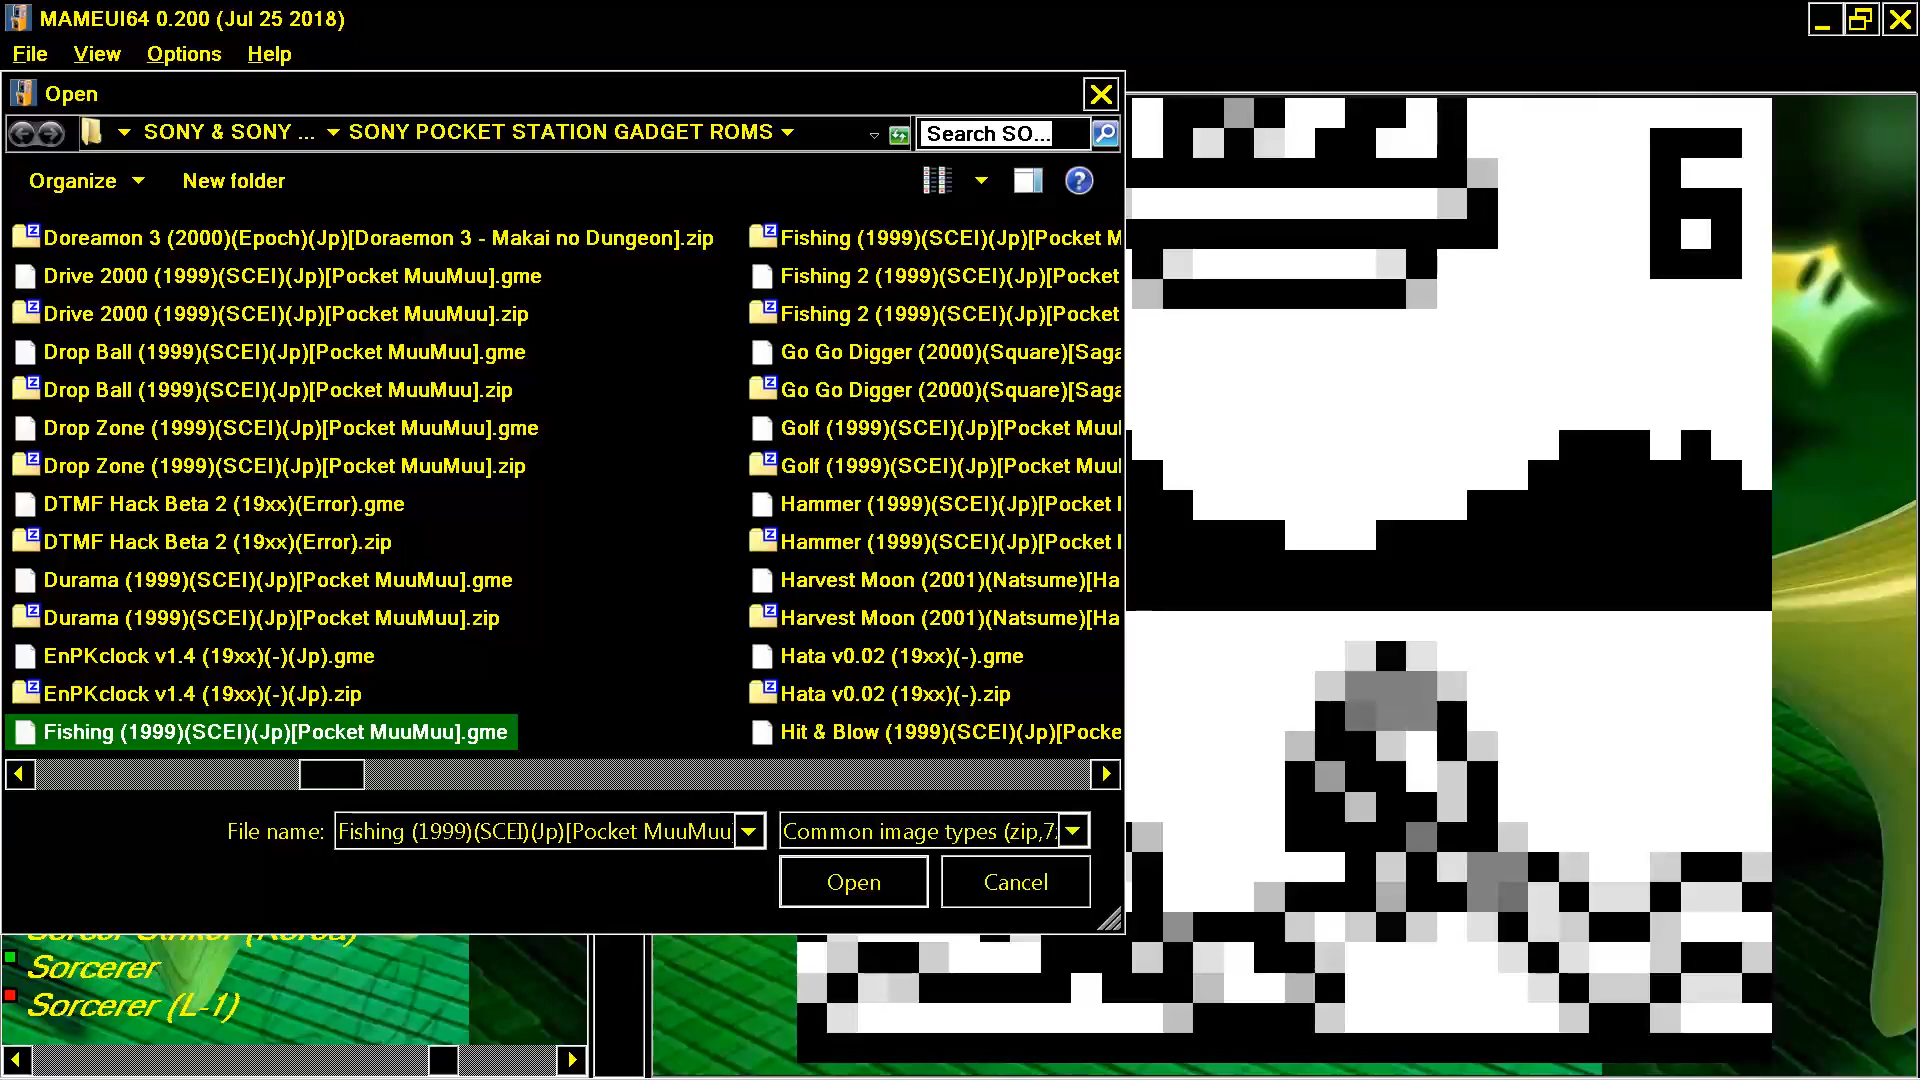 MAMEUI64 0.200 (Jul 25 2018)
File View Options Help
Open
SONY & SONY ... SONY POCKET STATION GADGET ROMS
Search SO...
Organize New folder
Doreamon 3 (2000)(Epoch)(Jp)[Doraemon 3 - Makai no Dungeon].zip
Drive 2000 (1999)(SCEI)(Jp)[Pocket MuuMuu].gme
Drive 2000 (1999)(SCEI)(Jp)[Pocket MuuMuu].zip
Drop Ball (1999)(SCEI)(Jp)[Pocket MuuMuu].gme
Drop Ball (1999)(SCEI)(Jp)[Pocket MuuMuu].zip
Drop Zone (1999)(SCEI)(Jp)[Pocket MuuMuu].gme
Drop Zone (1999)(SCEI)(Jp)[Pocket MuuMuu].zip
DTMF Hack Beta 2 (19xx)(Error).gme
DTMF Hack Beta 2 (19xx)(Error).zip
Durama (1999)(SCEI)(Jp)[Pocket MuuMuu].gme
Durama (1999)(SCEI)(Jp)[Pocket MuuMuu].zip
EnPKclock v1.4 (19xx)(-)(Jp).gme
EnPKclock v1.4 (19xx)(-)(Jp).zip
Fishing (1999)(SCEI)(Jp)[Pocket MuuMuu].gme
Fishing (1999)(SCEI)(Jp)[Pocket M
Fishing 2 (1999)(SCEI)(Jp)[Pocket
Fishing 2 (1999)(SCEI)(Jp)[Pocket
Go Go Digger (2000)(Square)[Saga
Go Go Digger (2000)(Square)[Saga
Golf (1999)(SCEI)(Jp)[Pocket Muu
Golf (1999)(SCEI)(Jp)[Pocket Muu
Hammer (1999)(SCEI)(Jp)[Pocket
Hammer (1999)(SCEI)(Jp)[Pocket
Harvest Moon (2001)(Natsume)[Ha
Harvest Moon (2001)(Natsume)[Ha
Hata v0.02 (19xx)(-).gme
Hata v0.02 (19xx)(-).zip
Hit & Blow (1999)(SCEI)(Jp)[Pocke
File name: Fishing (1999)(SCEI)(Jp)[Pocket MuuMuu]
Common image types (zip,7
Open Cancel
Sorcerer
Sorcerer (L-1)
6